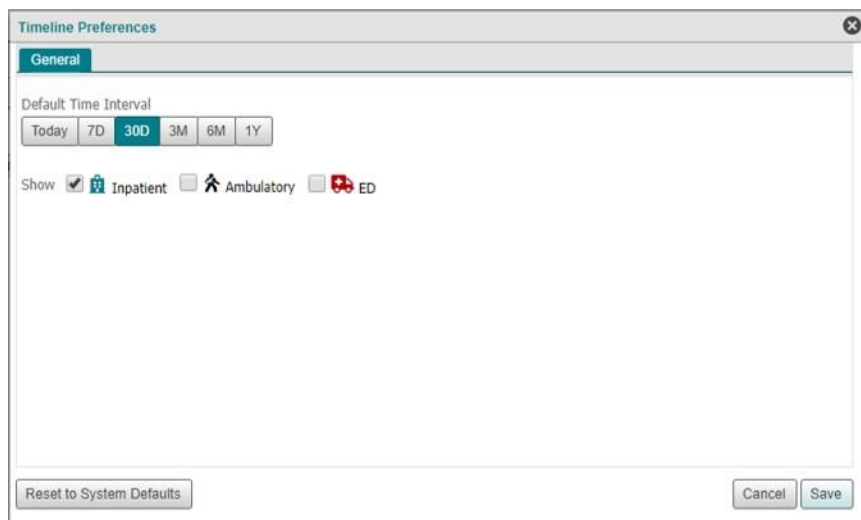 Timeline Preferences
General
Default Time Interval
Today 7D 30D 3M 6M 1Y
Show Inpatient Ambulatory ED
Reset to System Defaults Cancel Save